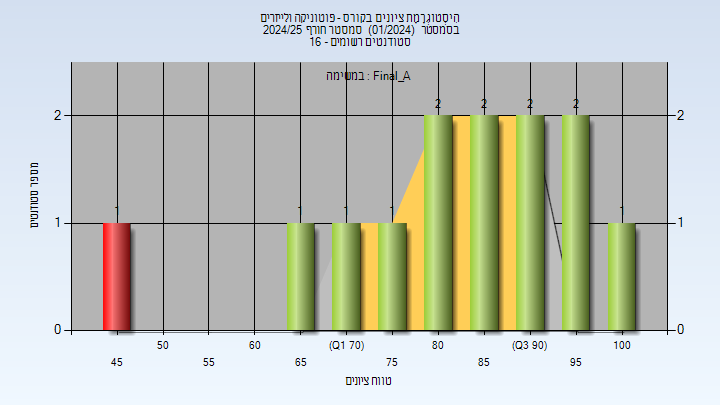 היסטוגרמת ציונים בקורס - פוטוניקה ולייזרים
בסמסטר (01/2024) סמסטר חורף 2024/25
סטודנטים רשומים - 16
במשימה : Final_A
2 2 2 2
2 2
1 1 1 1 1
1 1
0 0
מספר סטודנטים
50 60 (Q1 70) 80 (Q3 90) 100
45 55 65 75 85 95
טווח ציונים